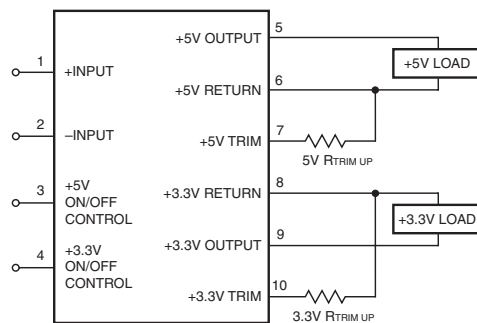 1
+INPUT
2
–INPUT
3
+5V
ON/OFF
CONTROL
4
+3.3V
ON/OFF
CONTROL
+5V OUTPUT
5
+5V LOAD
+5V RETURN
6
+5V TRIM
7
5V RTRIM UP
+3.3V RETURN
8
+3.3V LOAD
+3.3V OUTPUT
9
+3.3V TRIM
10
3.3V RTRIM UP